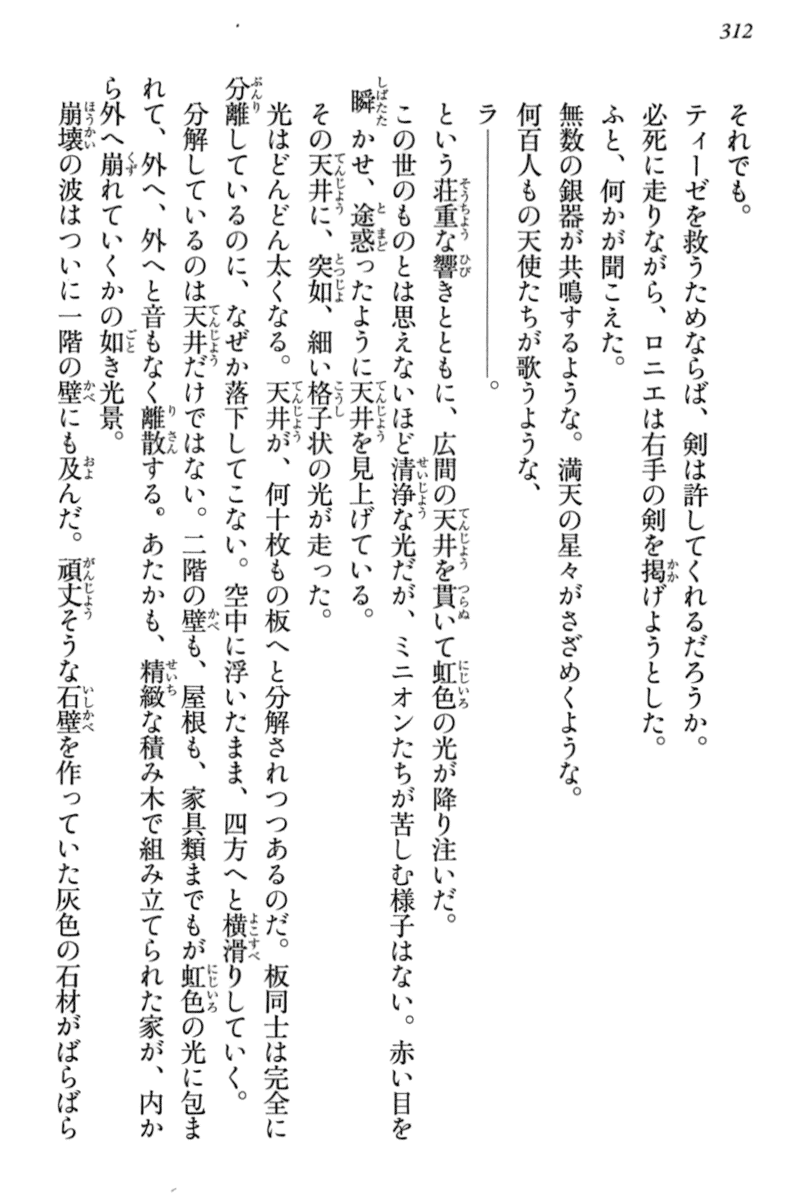 312
それでも。
ティーゼを救うためならば、剣は許してくれるだろうか。
必死に走りながら、ロニエは右手の剣を掲げようとした。
ふと、何かが聞こえた。
無数の銀器が共鳴するような。満天の星々がさざめくような。
何百人もの天使たちが歌うような、
ラ――――――――――。
という荘重な響きとともに、広間の天井を貫いて虹色の光が降り注いだ。
この世のものとは思えないほど清浄な光だが、ミニオンたちが苦しむ様子はない。赤い目を
瞬かせ、途惑ったように天井を見上げている。
その天井に、突如、細い格子状の光が走った。
光はどんどん太くなる。天井が、何十枚もの板へと分解されつつあるのだ。板同士は完全に
分離しているのに、なぜか落下してこない。空中に浮いたまま、四方へと横滑りしていく。
分解しているのは天井だけではない。二階の壁も、屋根も、家具類までもが虹色の光に包ま
れて、外へ、外へと音もなく離散する。あたかも、精緻な積み木で組み立てられた家が、内か
ら外へ崩れていくかの如き光景。
崩壊の波はついに一階の壁にも及んだ。頑丈そうな石壁を作っていた灰色の石材がばらばら